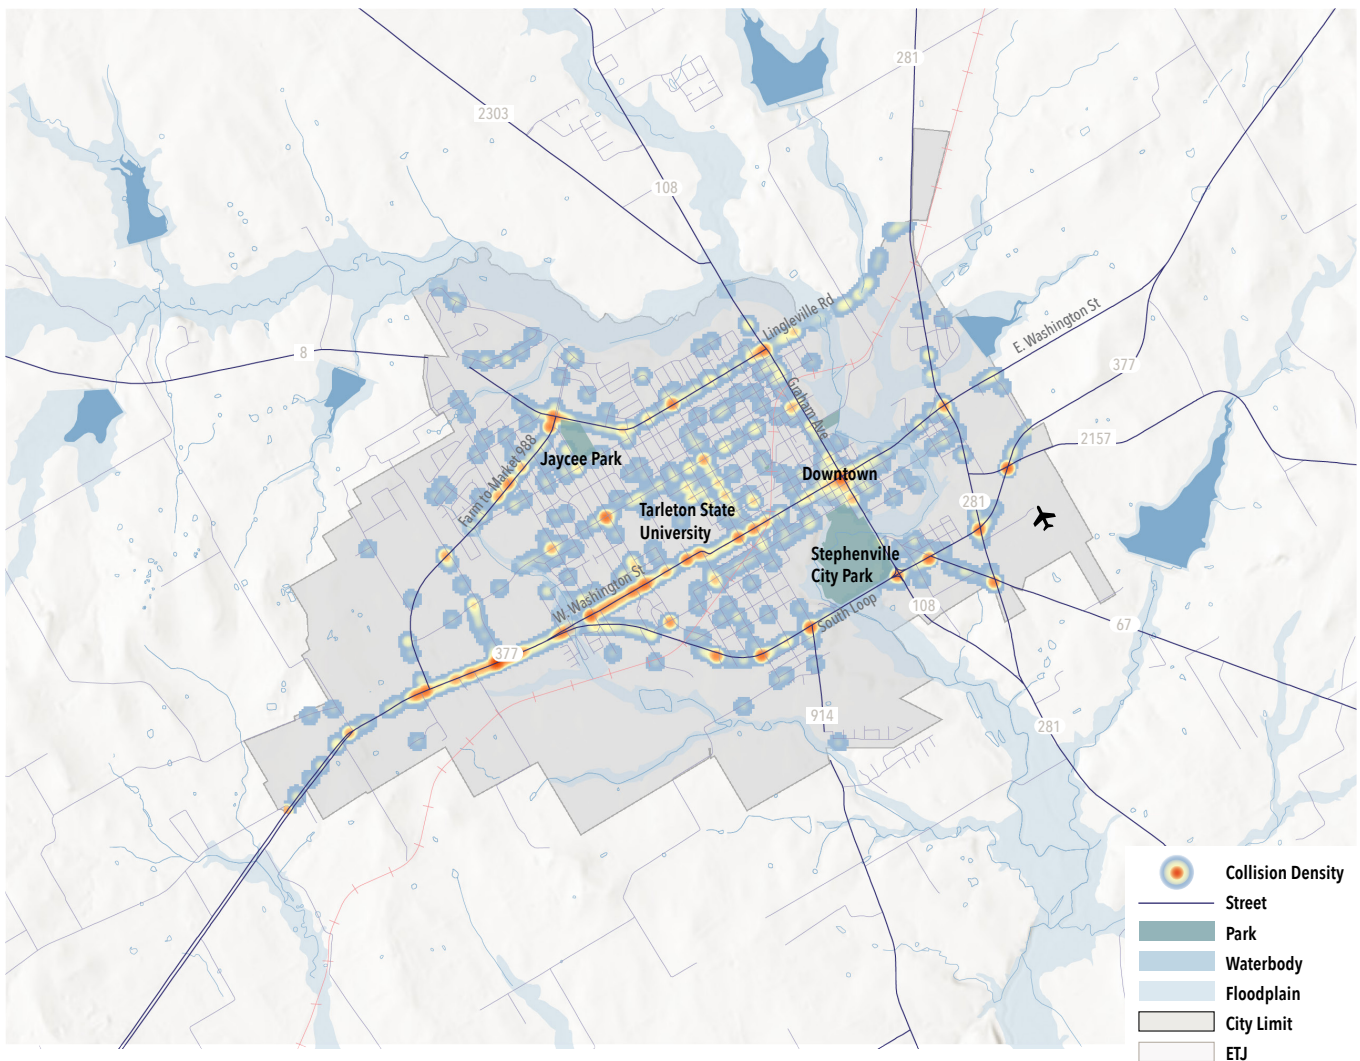 281
2303
108
Lingleville Rd
E. Washington St
8
377
Graham Ave
2157
Farm to Market 988
Jaycee Park
Downtown
Tarleton State
University
281
Stephenville
City Park
W. Washington St
South Loop
108
67
377
914
281
Collision Density
Street
Park
Waterbody
Floodplain
City Limit
ETJ